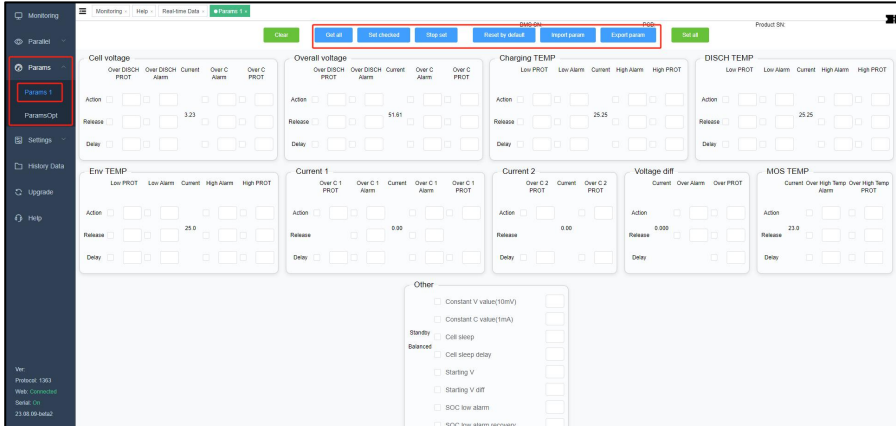 Monitoring
Parallel
Params
Params 1
ParamsOpt
Settings
History Data
Upgrade
Help
Ver:
Protocol: 1363
Web: Connected
Serial: On
23.08.09-beta2
Monitoring × Help × Real-time Data × Params 1 ×
BMS SN: PCB: Product SN:
Clear Get all Set checked Stop set Reset by default Import param Export param Set all
Cell voltage
Over DISCH PROT Over DISCH Alarm Current Over C Alarm Over C PROT
Action
Release 3.23
Delay
Overall voltage
Over DISCH PROT Over DISCH Alarm Current Over C Alarm Over C PROT
Action
Release 51.61
Delay
Charging TEMP
Low PROT Low Alarm Current High Alarm High PROT
Action
Release 25.25
Delay
DISCH TEMP
Low PROT Low Alarm Current High Alarm High PROT
Action
Release 25.25
Delay
Env TEMP
Low PROT Low Alarm Current High Alarm High PROT
Action
Release 25.0
Delay
Current 1
Over C 1 PROT Over C 1 Alarm Current Over C 1 Alarm Over C 1 PROT
Action
Release 0.00
Delay
Current 2
Over C 2 PROT Current Over C 2 PROT
Action
Release 0.00
Delay
Voltage diff
Current Over Alarm Over PROT
Action
Release 0.000
Delay
MOS TEMP
Current Over High Temp Alarm Over High Temp PROT
Action
Release 23.0
Delay
Other
Constant V value(10mV)
Constant C value(1mA)
Standby
Cell sleep
Balanced
Cell sleep delay
Starting V
Starting V diff
SOC low alarm
SOC low alarm recovery